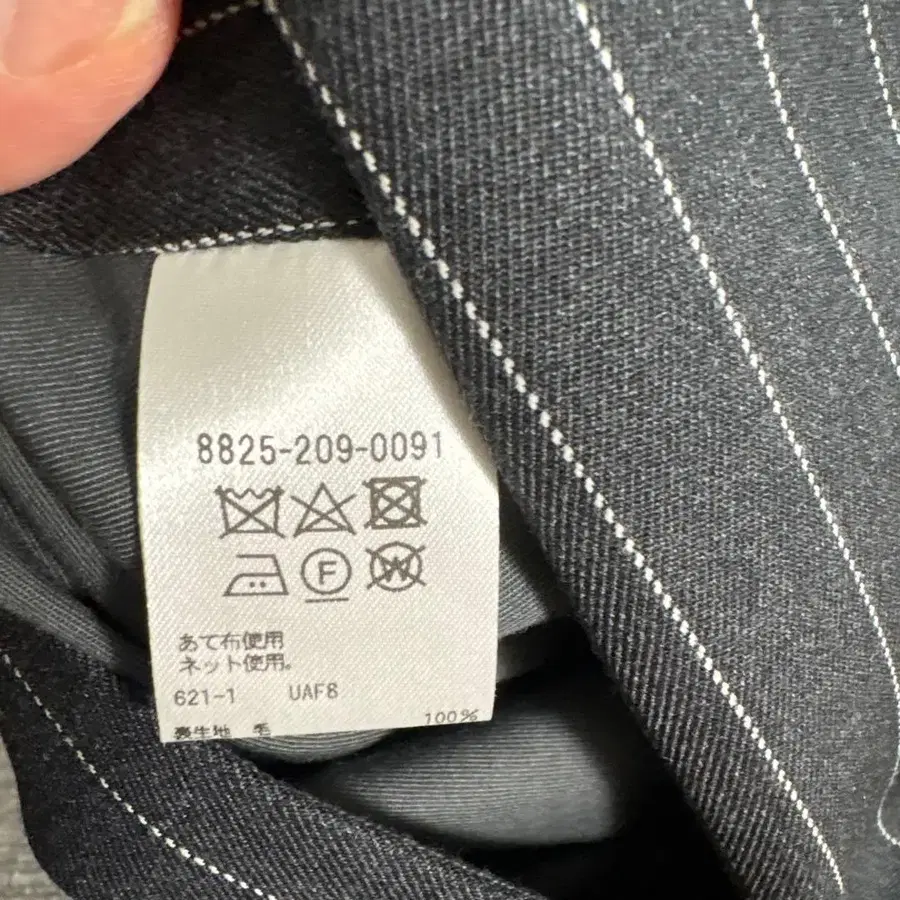 8825-209-0091
F
W
あて布使用
ネット使用。
621-1 UAF8
表生地 毛 100%